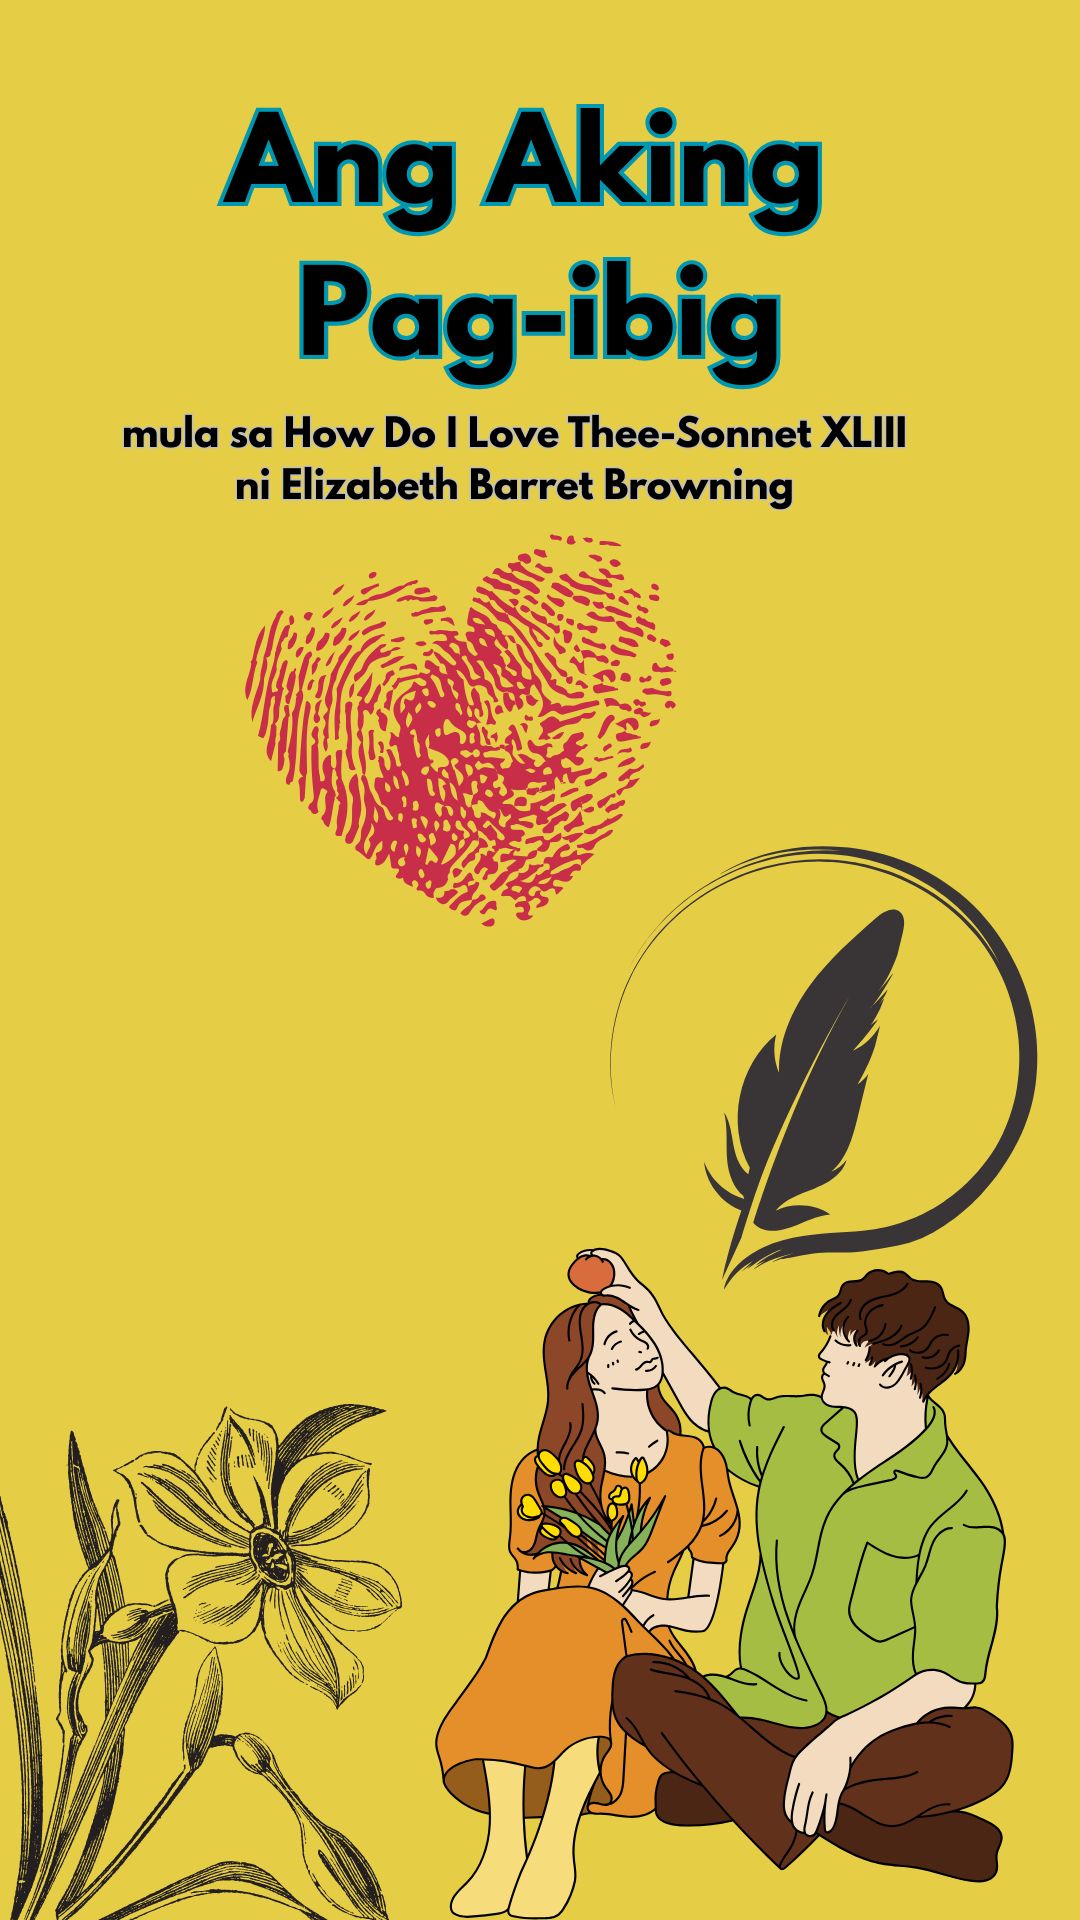 Ang Aking
Pag-ibig
mula sa How Do I Love Thee-Sonnet XLIII
ni Elizabeth Barret Browning